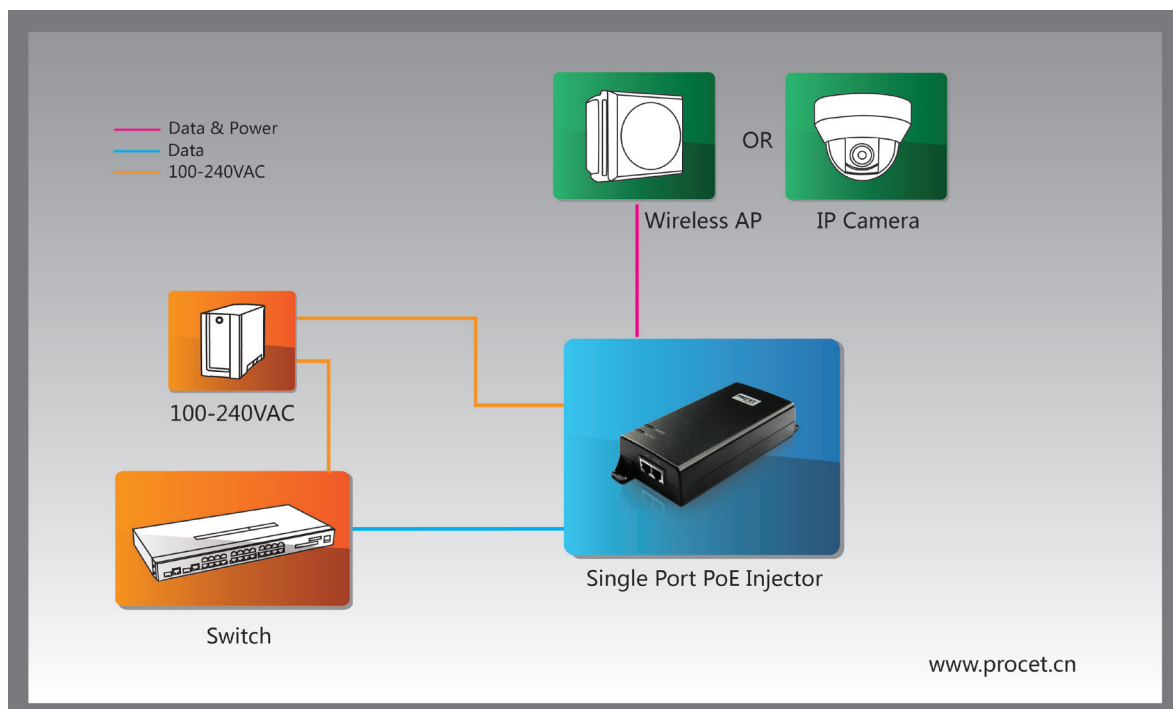 Data & Power
Data
100-240VAC
OR
Wireless AP
IP Camera
100-240VAC
PROCET
Single Port PoE Injector
Switch
www.procet.cn